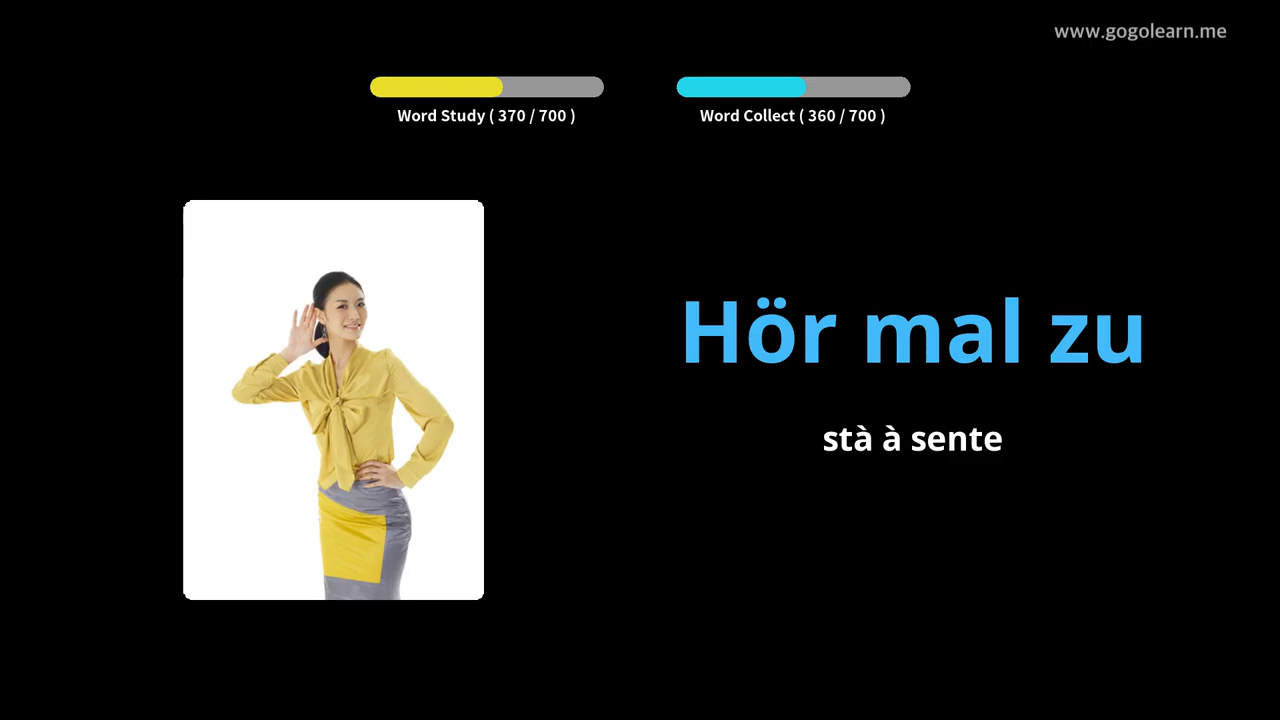 www.gogolearn.me
Word Study ( 370 / 700 )
Word Collect ( 360 / 700 )
Hör mal zu
stà à sente